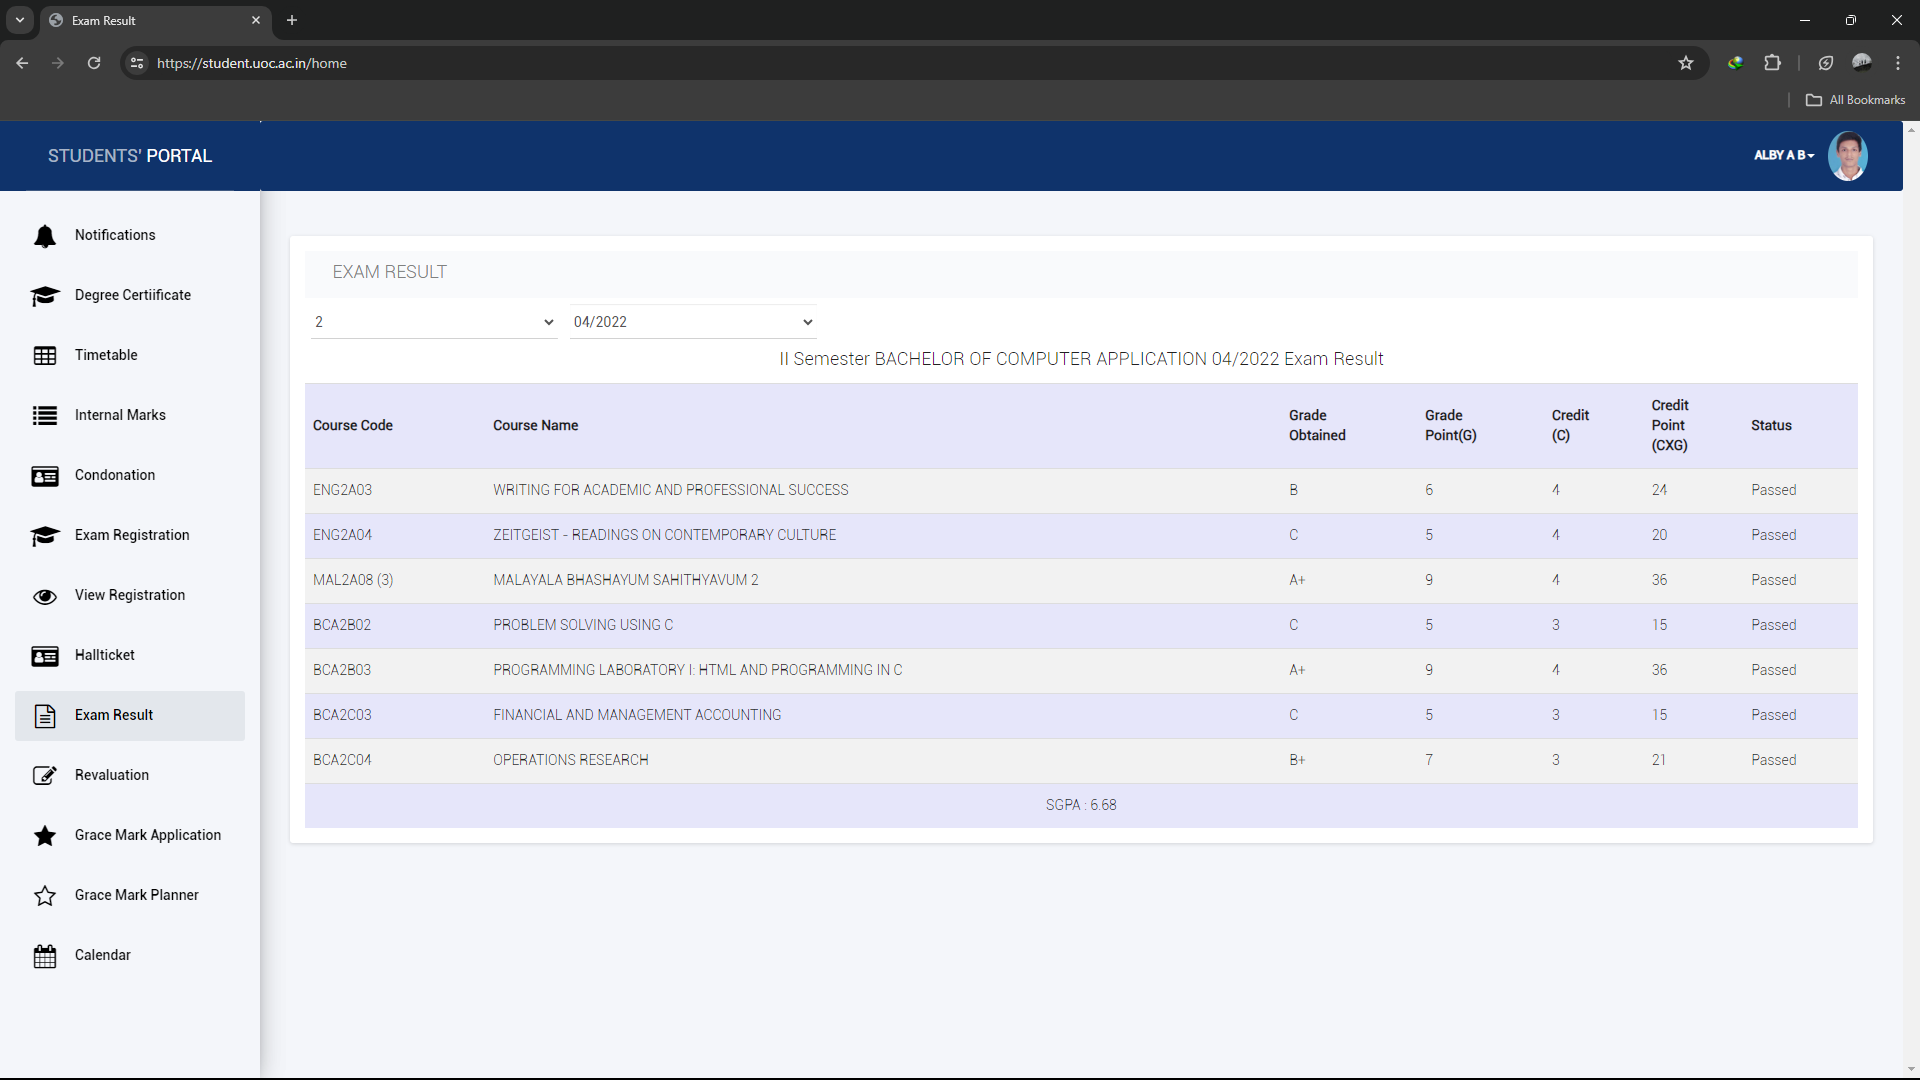 Exam Result
https://student.uoc.ac.in/home
All Bookmarks
STUDENTS' PORTAL
ALBY A B
Notifications
Degree Certiificate
Timetable
Internal Marks
Condonation
Exam Registration
View Registration
Hallticket
Exam Result
Revaluation
Grace Mark Application
Grace Mark Planner
Calendar
EXAM RESULT
2 04/2022
II Semester BACHELOR OF COMPUTER APPLICATION 04/2022 Exam Result
Course Code Course Name Grade Obtained Grade Point(G) Credit (C) Credit Point (CXG) Status
ENG2A03 WRITING FOR ACADEMIC AND PROFESSIONAL SUCCESS B 6 4 24 Passed
ENG2A04 ZEITGEIST - READINGS ON CONTEMPORARY CULTURE C 5 4 20 Passed
MAL2A08 (3) MALAYALA BHASHAYUM SAHITHYAVUM 2 A+ 9 4 36 Passed
BCA2B02 PROBLEM SOLVING USING C C 5 3 15 Passed
BCA2B03 PROGRAMMING LABORATORY I: HTML AND PROGRAMMING IN C A+ 9 4 36 Passed
BCA2C03 FINANCIAL AND MANAGEMENT ACCOUNTING C 5 3 15 Passed
BCA2C04 OPERATIONS RESEARCH B+ 7 3 21 Passed
SGPA : 6.68